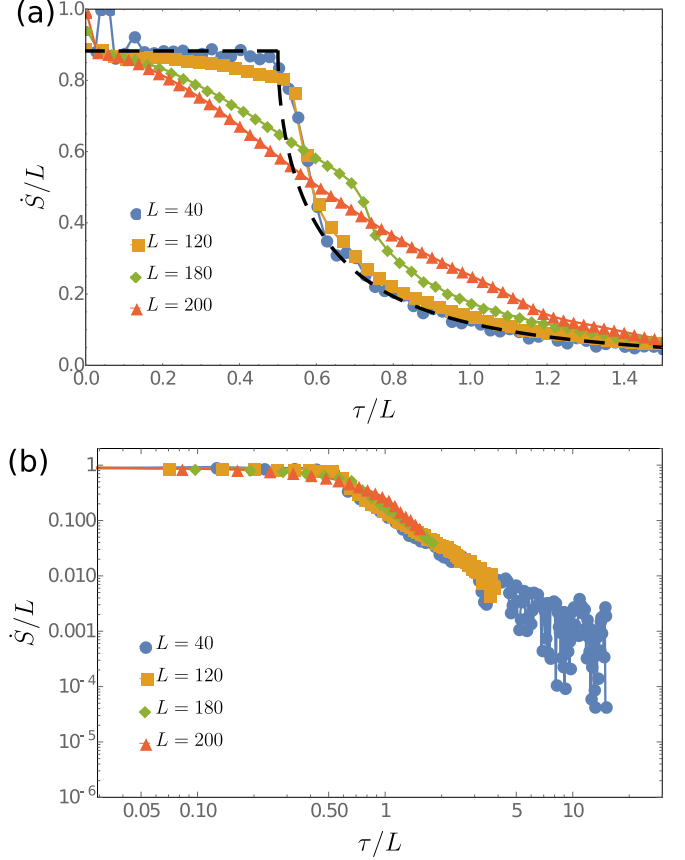 (a)
1.0
0.8
0.6
0.4
0.2
0.0
Ṡ/L
L = 40
L = 120
L = 180
L = 200
0.0 0.2 0.4 0.6 0.8 1.0 1.2 1.4
τ/L
(b)
1
0.100
0.010
0.001
10⁻⁴
10⁻⁵
10⁻⁶
Ṡ/L
L = 40
L = 120
L = 180
L = 200
0.05 0.10 0.50 1 5 10
τ/L